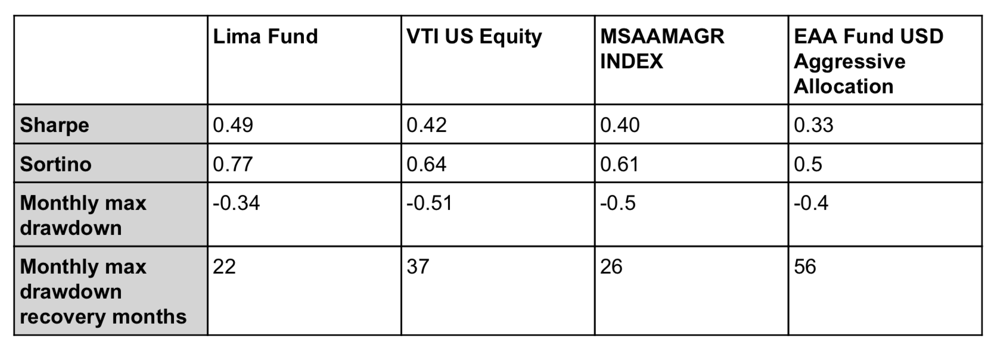 Lima Fund VTI US Equity MSAAMAGR EAA Fund USD
INDEX Aggressive
Allocation
Sharpe 0.49 0.42 0.40 0.33
Sortino 0.77 0.64 0.61 0.5
Monthly max -0.34 -0.51 -0.5 -0.4
drawdown
Monthly max 22 37 26 56
drawdown
recovery months